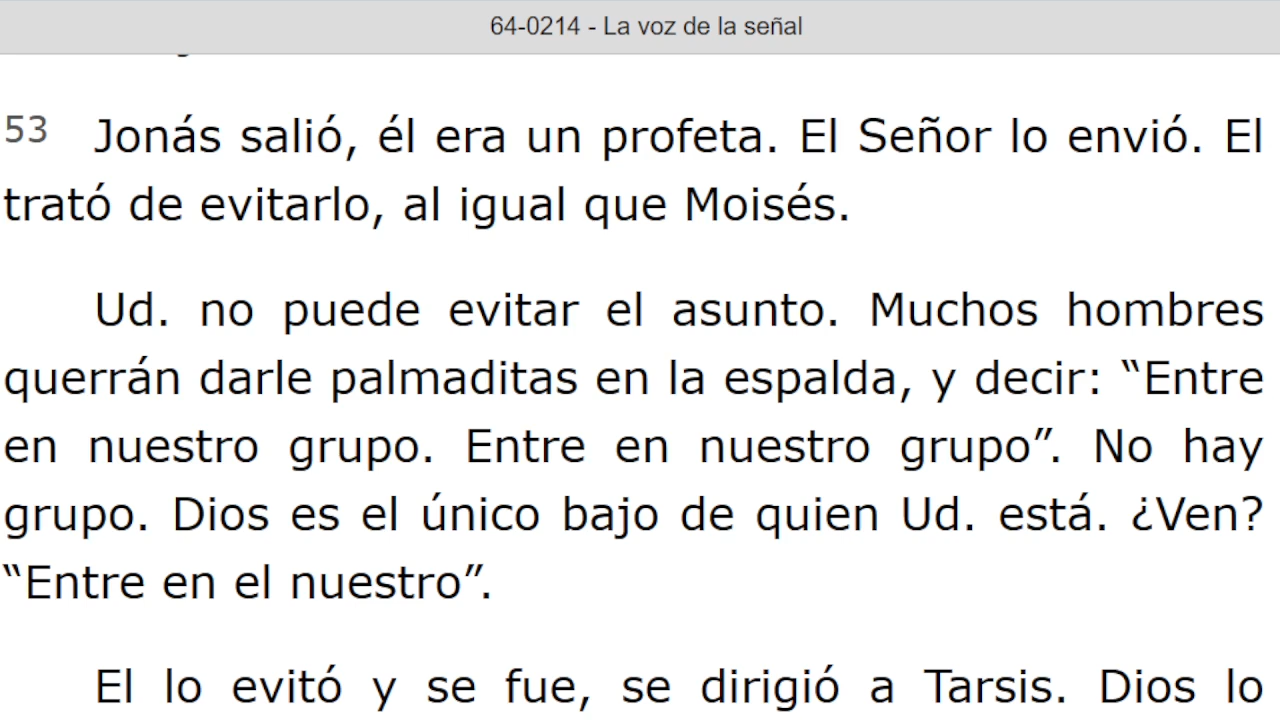 64-0214 - La voz de la señal
53 Jonás salió, él era un profeta. El Señor lo envió. El
trató de evitarlo, al igual que Moisés.
Ud. no puede evitar el asunto. Muchos hombres
querrán darle palmaditas en la espalda, y decir: “Entre
en nuestro grupo. Entre en nuestro grupo”. No hay
grupo. Dios es el único bajo de quien Ud. está. ¿Ven?
“Entre en el nuestro”.
El lo evitó y se fue, se dirigió a Tarsis. Dios lo